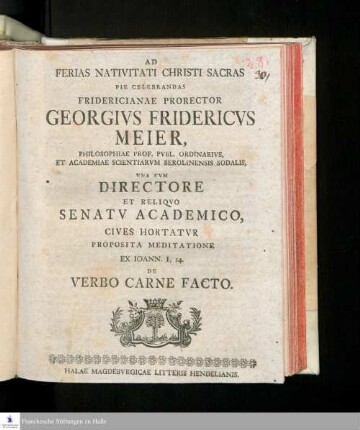 AD
FERIAS NATIVITATI CHRISTI SACRAS
PIE CELEBRANDAS
FRIDERICIANAE PRORECTOR
GEORGIVS FRIDERICVS
MEIER,
PHILOSOPHIAE PROF. PVBL. ORDINARIVS,
ET ACADEMIAE SCIENTIARVM BEROLINENSIS SODALIS,
VNA CVM
DIRECTORE
ET RELIQVO
SENATV ACADEMICO,
CIVES HORTATVR
PROPOSITA MEDITATIONE
EX IOANN. I, 14.
DE
VERBO CARNE FACTO.
HALAE MAGDEBVRGICAE LITTERIS HENDELIANIS.
Franckesche Stiftungen zu Halle